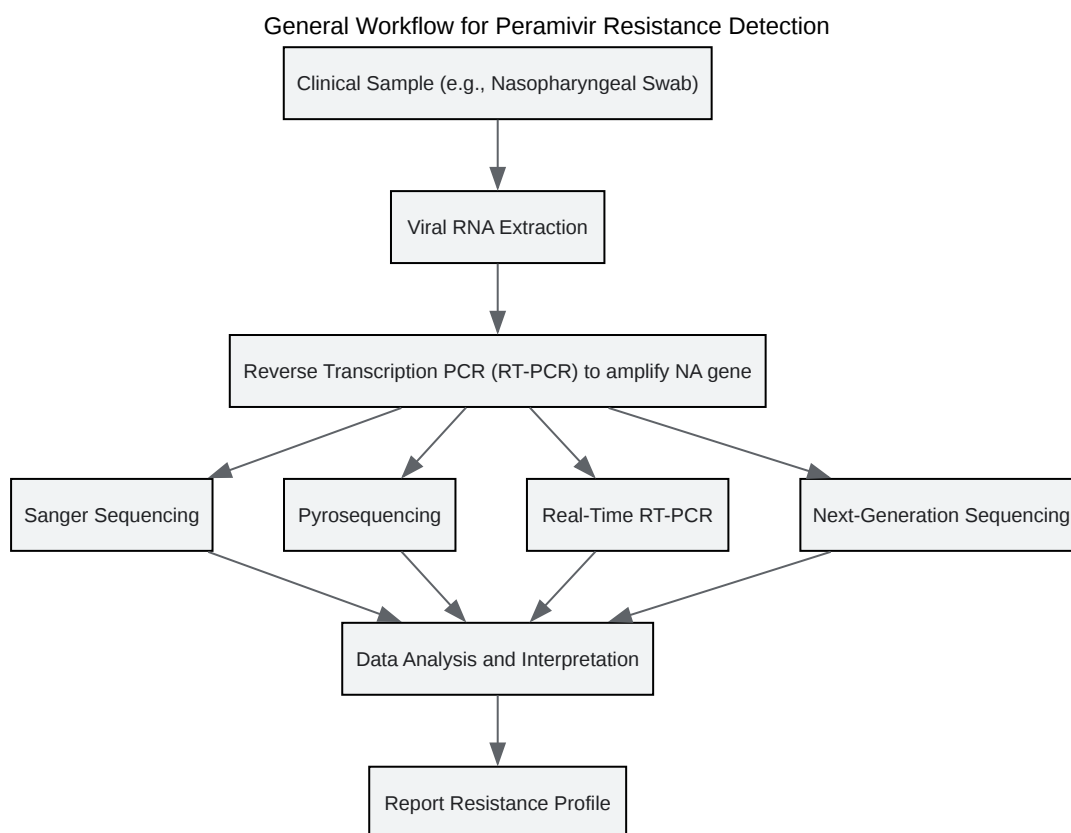 General Workflow for Peramivir Resistance Detection
Clinical Sample (e.g., Nasopharyngeal Swab)
Viral RNA Extraction
Reverse Transcription PCR (RT-PCR) to amplify NA gene
Sanger Sequencing
Pyrosequencing
Real-Time RT-PCR
Next-Generation Sequencing
Data Analysis and Interpretation
Report Resistance Profile